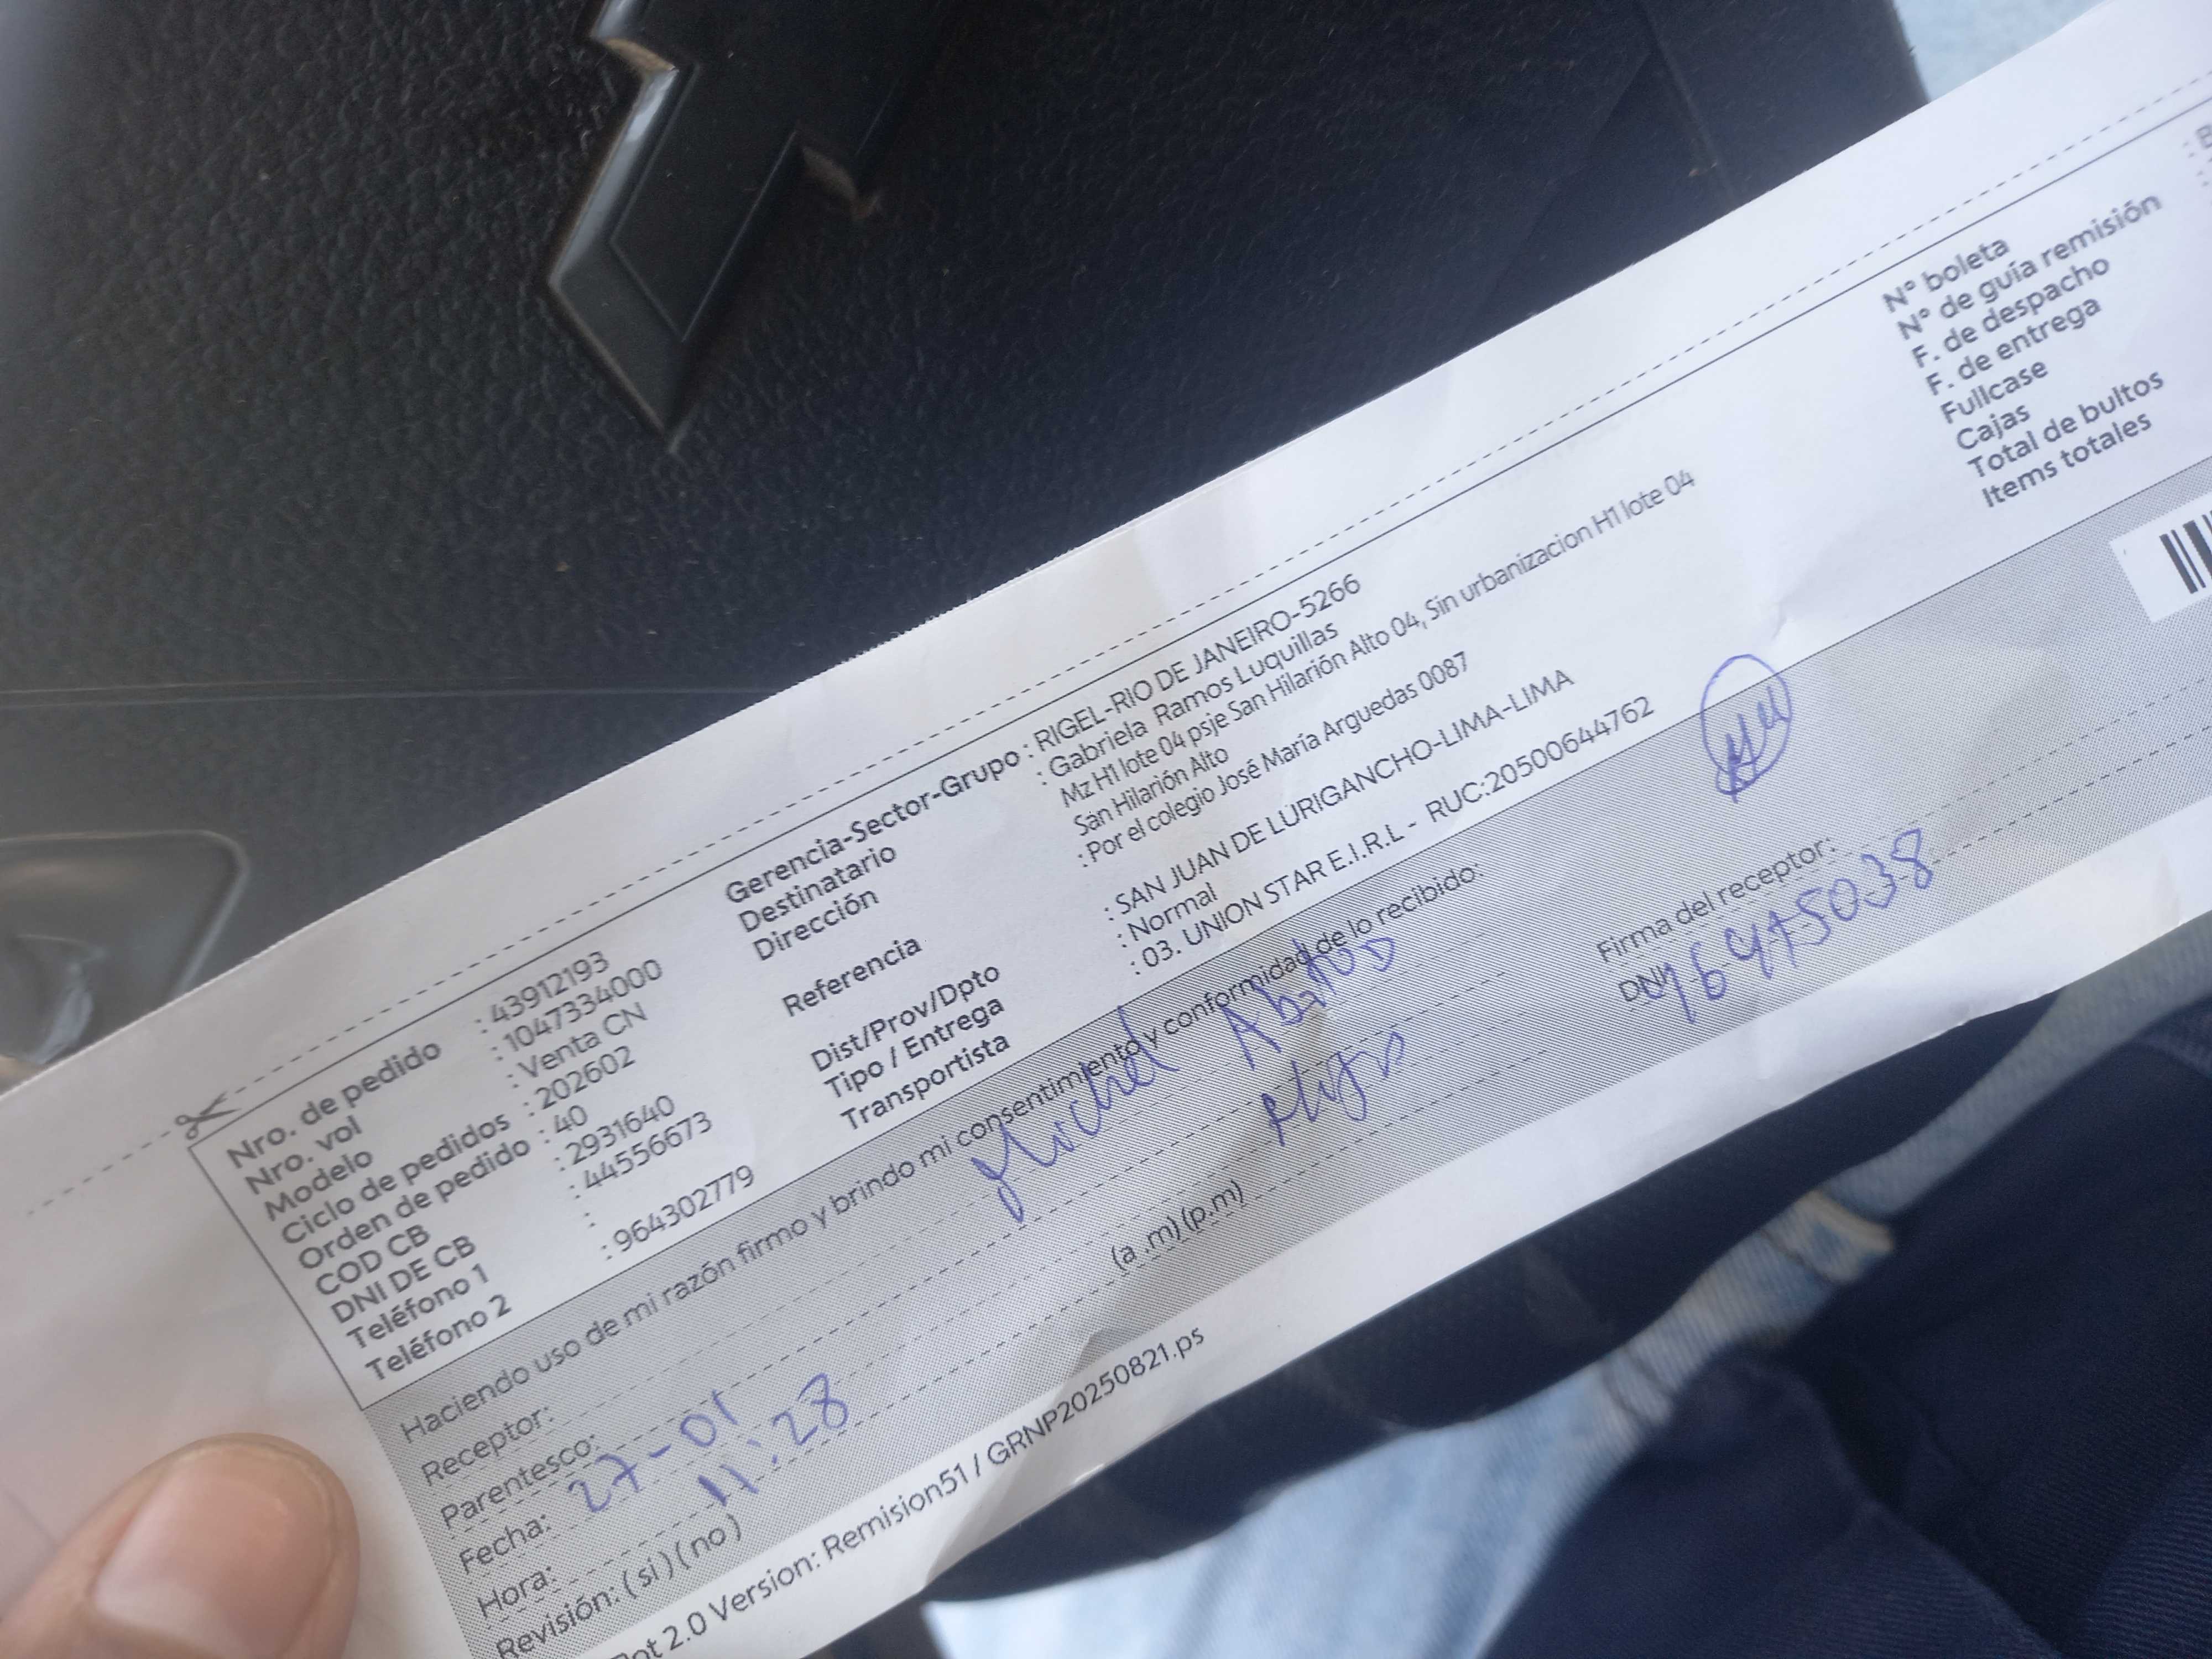 Nro. de pedido : 43912193
Nro. vol : 1047334000
Modelo : Venta CN
Ciclo de pedidos : 202602
Orden de pedido : 40
COD CB : 2931640
DNI DE CB : 44556673
Teléfono 1 :
Teléfono 2 : 964302779
Gerencia-Sector-Grupo : RIGEL-RIO DE JANEIRO-5266
Destinatario : Gabriela Ramos Luquillas
Dirección Mz H1 lote 04 psje San Hilarión Alto 04, Sin urbanizacion H1 lote 04
San Hilarión Alto
Referencia : Por el colegio José María Arguedas 0087
Dist/Prov/Dpto : SAN JUAN DE LURIGANCHO-LIMA-LIMA
Tipo / Entrega : Normal
Transportista : 03. UNION STAR E.I.R.L - RUC:20500644762
N° boleta
N° de guía remisión
F. de despacho
F. de entrega
Fullcase
Cajas
Total de bultos
Items totales
Haciendo uso de mi razón firmo y brindo mi consentimiento y conformidad de lo recibido:
Receptor:
Parentesco:
Fecha: 27-01
Hora: 11:28 (a .m) (p.m)
Revisión: ( si ) ( no )
Firma del receptor:
DNI
2.0 Version: Remision51 / GRNP20250821.ps